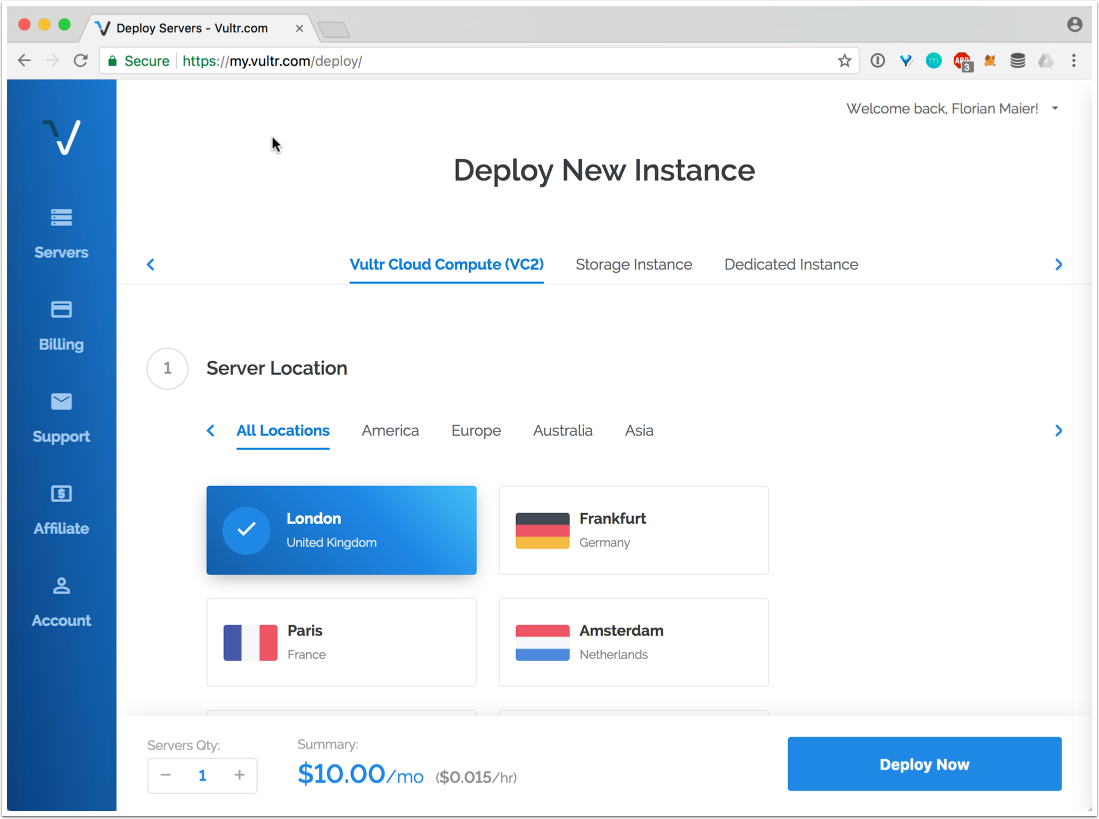 Deploy Servers - Vultr.com
Secure https://my.vultr.com/deploy/
3
Welcome back, Florian Maier!
Deploy New Instance
Servers
Billing
Support
Affiliate
Account
Vultr Cloud Compute (VC2) Storage Instance Dedicated Instance
1 Server Location
All Locations America Europe Australia Asia
London
United Kingdom
Frankfurt
Germany
Paris
France
Amsterdam
Netherlands
Servers Qty:
− 1 +
Summary:
$10.00/mo ($0.015/hr)
Deploy Now